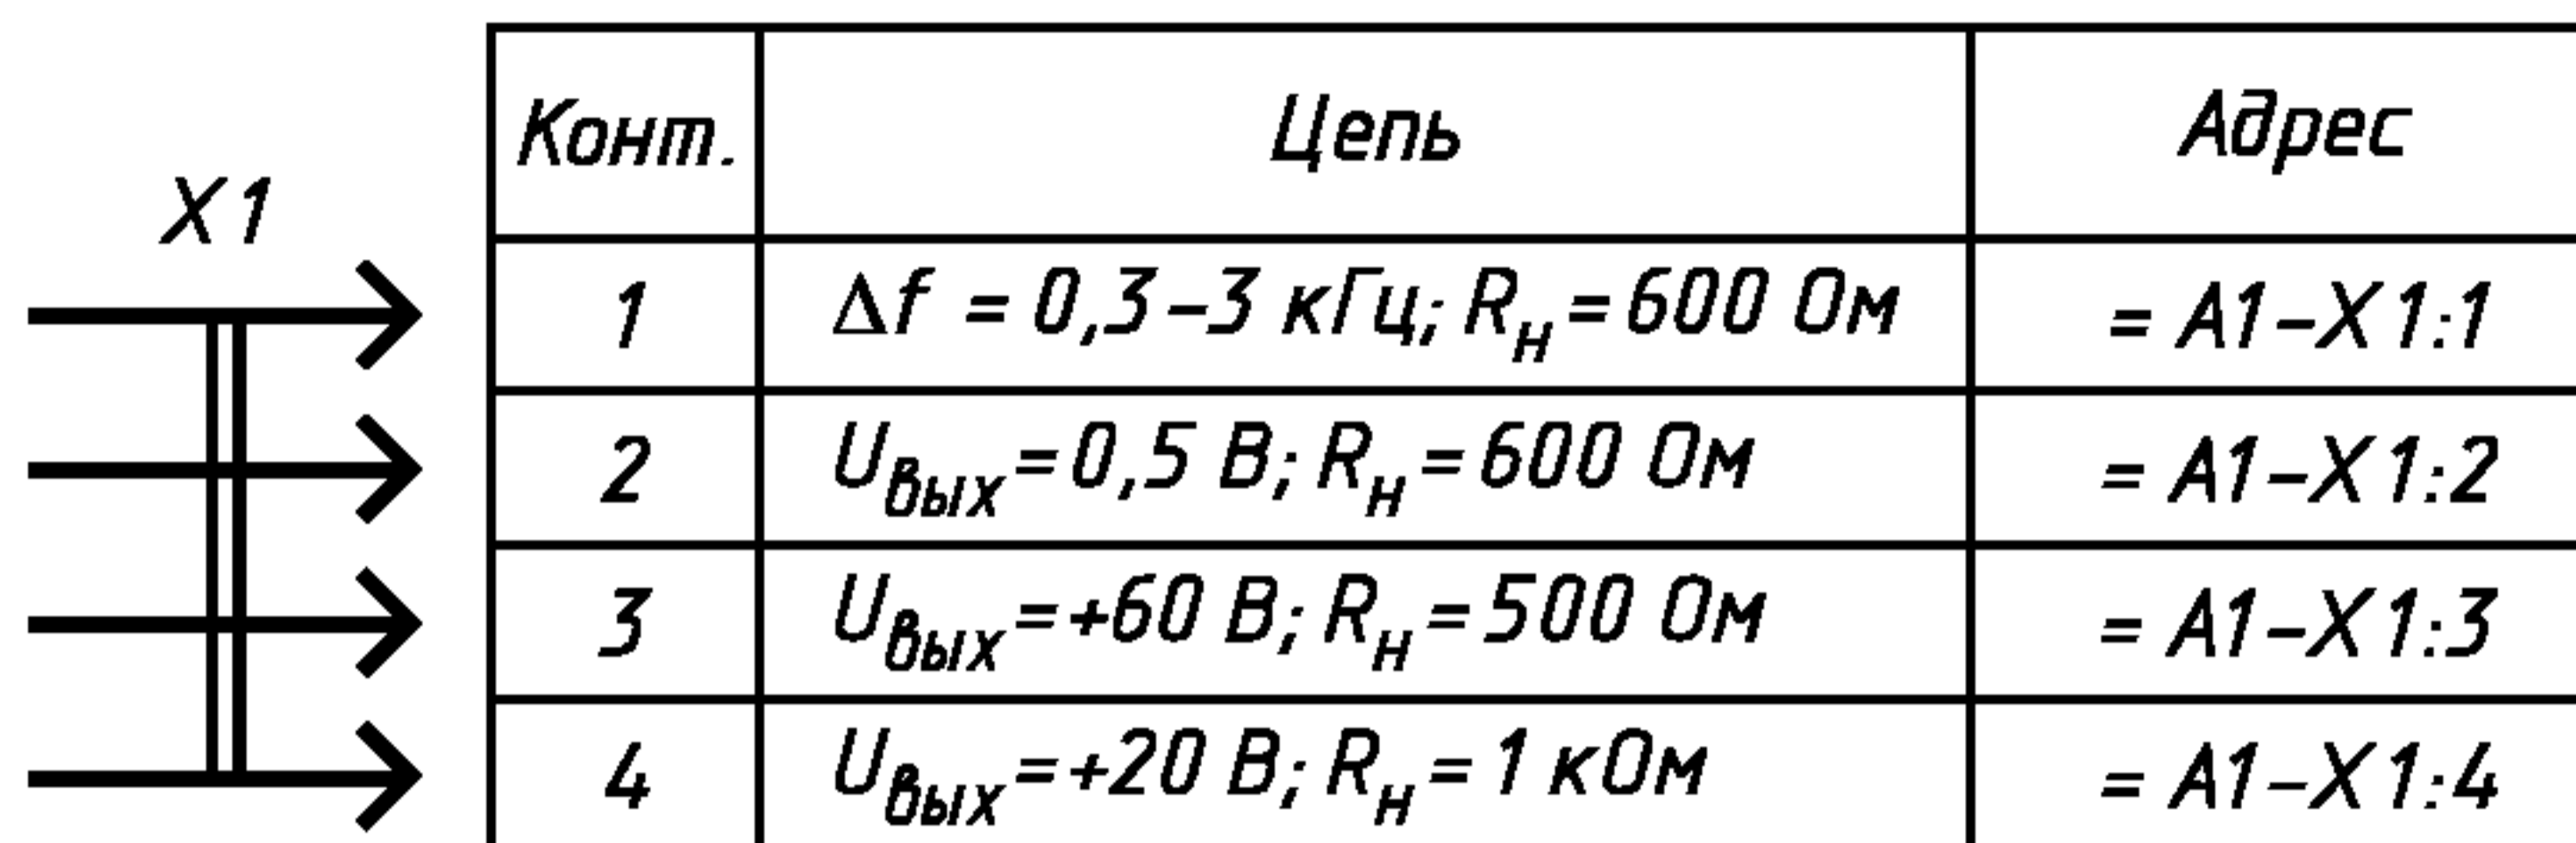 X1
Конт. Цепь Адрес
1 Δf = 0,3–3 кГц; Rн = 600 Ом = A1–X1:1
2 Uвых = 0,5 В; Rн = 600 Ом = A1–X1:2
3 Uвых = +60 В; Rн = 500 Ом = A1–X1:3
4 Uвых = +20 В; Rн = 1 кОм = A1–X1:4